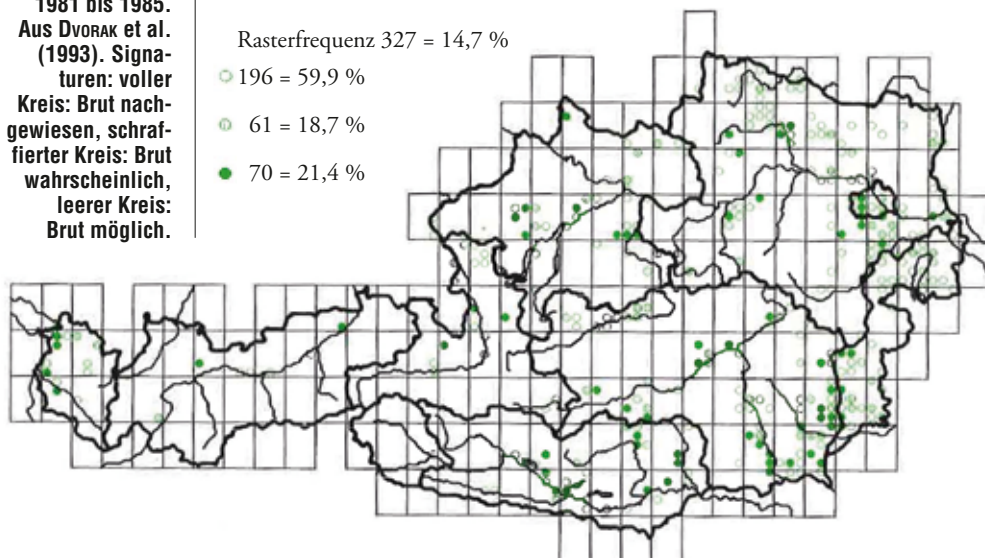 1981 bis 1985.
Aus DVORAK et al.
(1993). Signa-
turen: voller
Kreis: Brut nach-
gewiesen, schraf-
fierter Kreis: Brut
wahrscheinlich,
leerer Kreis:
Brut möglich.
Rasterfrequenz 327 = 14,7 %
196 = 59,9 %
61 = 18,7 %
70 = 21,4 %